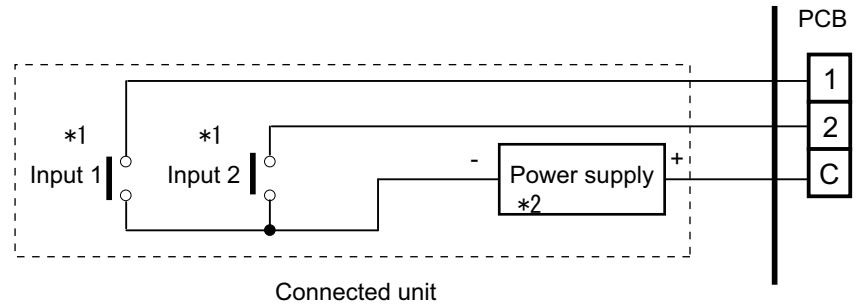 PCB
1
*1 *1
2
Input 1 Input 2 - Power supply + C
*2
Connected unit